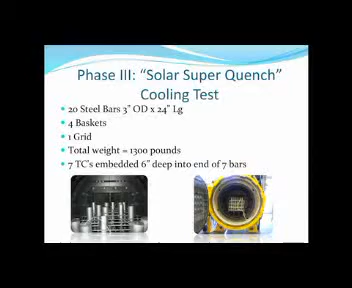 Phase III: “Solar Super Quench”
Cooling Test
20 Steel Bars 3” OD x 24” Lg
4 Baskets
1 Grid
Total weight = 1300 pounds
7 TC’s embedded 6” deep into end of 7 bars